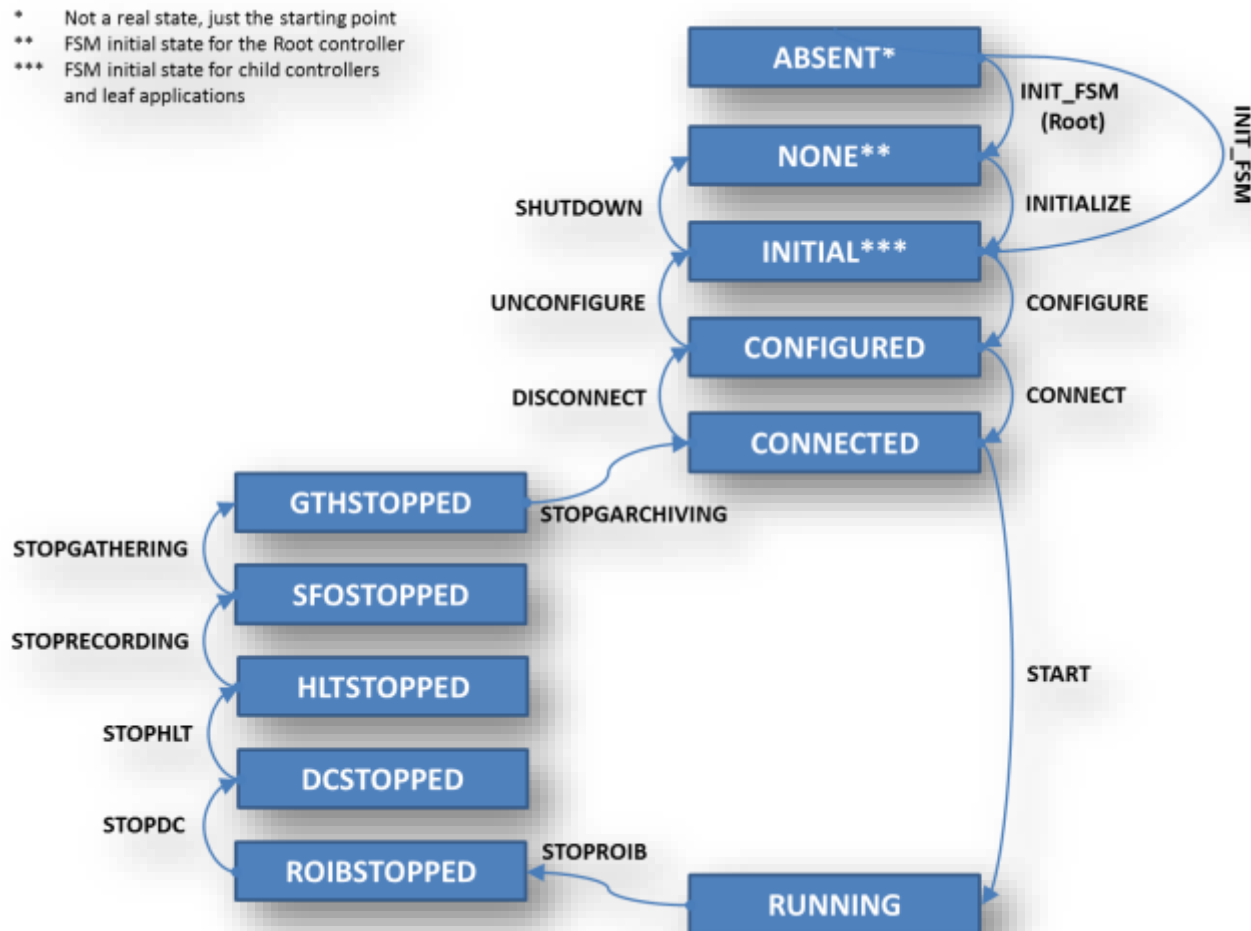 * Not a real state, just the starting point
** FSM initial state for the Root controller
*** FSM initial state for child controllers
and leaf applications
ABSENT*
INIT_FSM
(Root)
INIT_FSM
NONE**
SHUTDOWN
INITIALIZE
INITIAL***
UNCONFIGURE
CONFIGURE
CONFIGURED
DISCONNECT
CONNECT
CONNECTED
GTHSTOPPED
STOPGARCHIVING
STOPGATHERING
SFOSTOPPED
STOPRECORDING
HLTSTOPPED
START
STOPHLT
DCSTOPPED
STOPDC
STOPROIB
ROIBSTOPPED
RUNNING